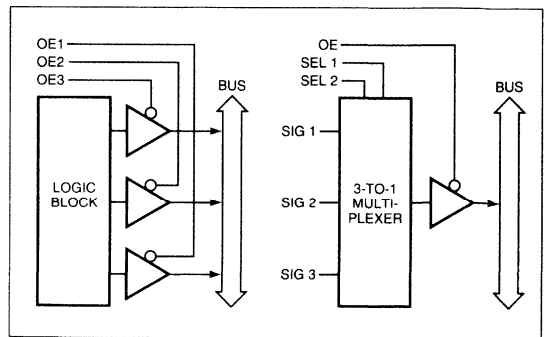 OE1
OE2
OE3
BUS
LOGIC
BLOCK
OE
SEL 1
SEL 2
BUS
SIG 1
SIG 2
SIG 3
3-TO-1
MULTI-
PLEXER